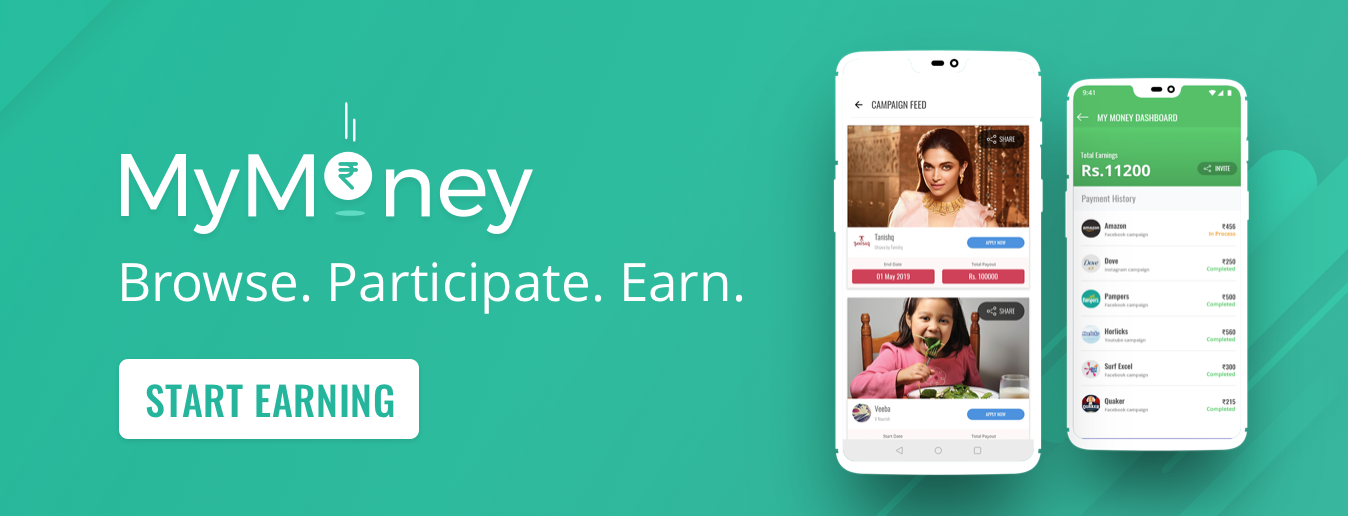 MyM₹ney
Browse. Participate. Earn.
START EARNING
CAMPAIGN FEED
SHARE
Tanishq
End Date
Total Payout
APPLY NOW
01 May 2019
Rs. 100000
SHARE
Veeba
APPLY NOW
Start Date
Total Payout
9:41
MY MONEY DASHBOARD
Total Earnings
Rs.11200
INVITE
Payment History
Amazon
₹456
Facebook campaign
In Process
Dove
₹250
Instagram campaign
Completed
Pampers
₹500
Facebook campaign
Completed
Horlicks
₹560
Youtube campaign
Completed
Surf Excel
₹300
Facebook campaign
Completed
Quaker
₹215
Facebook campaign
Completed